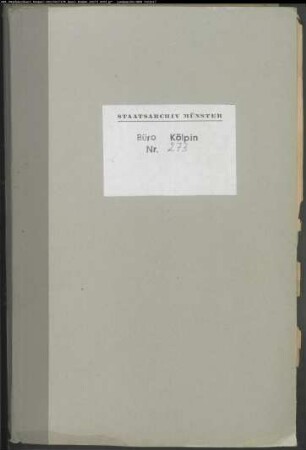 STAATSARCHIV MÜNSTER
Büro Kölpin
Nr. 273